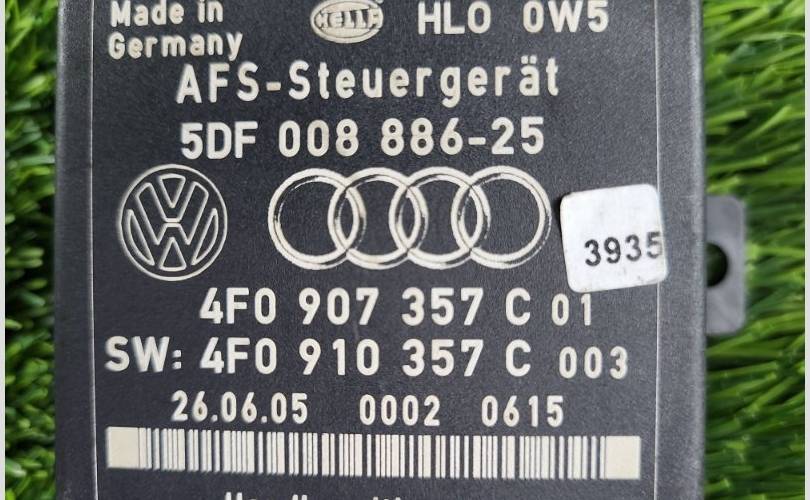 Made in
Germany
HELLA
HLO 0W5
AFS-Steuergerät
5DF 008 886-25
3935
4F0 907 357 C 01
SW: 4F0 910 357 C 003
26.06.05 0002 0615